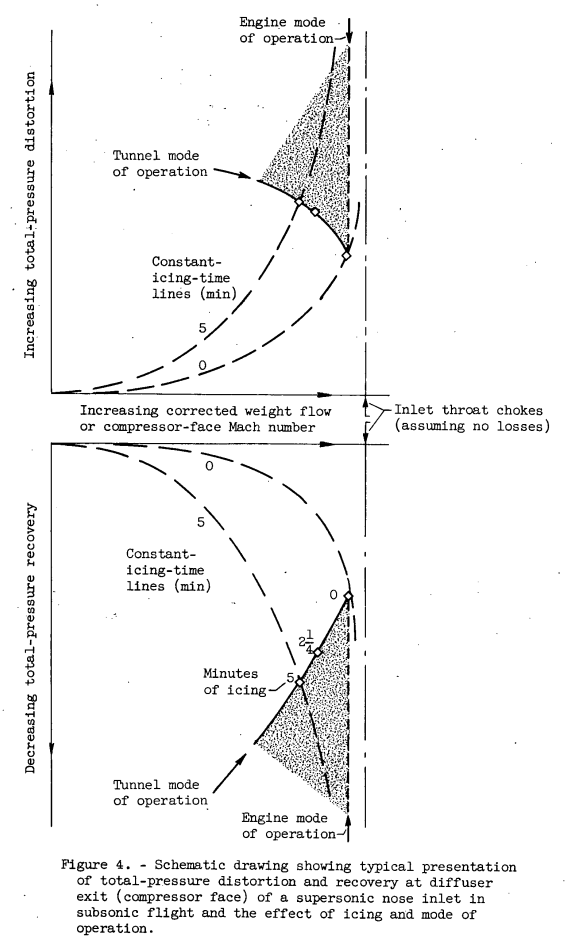 Engine mode
of operation
Increasing total-pressure distortion
Tunnel mode
of operation
Constant-
icing-time
lines (min)
5
0
Increasing corrected weight flow
or compressor-face Mach number
Inlet throat chokes
(assuming no losses)
Decreasing total-pressure recovery
0
5
Constant-
icing-time
lines (min)
0
2 1/4
Minutes
of icing
5
Tunnel mode
of operation
Engine mode
of operation
Figure 4. - Schematic drawing showing typical presentation
of total-pressure distortion and recovery at diffuser
exit (compressor face) of a supersonic nose inlet in
subsonic flight and the effect of icing and mode of
operation.